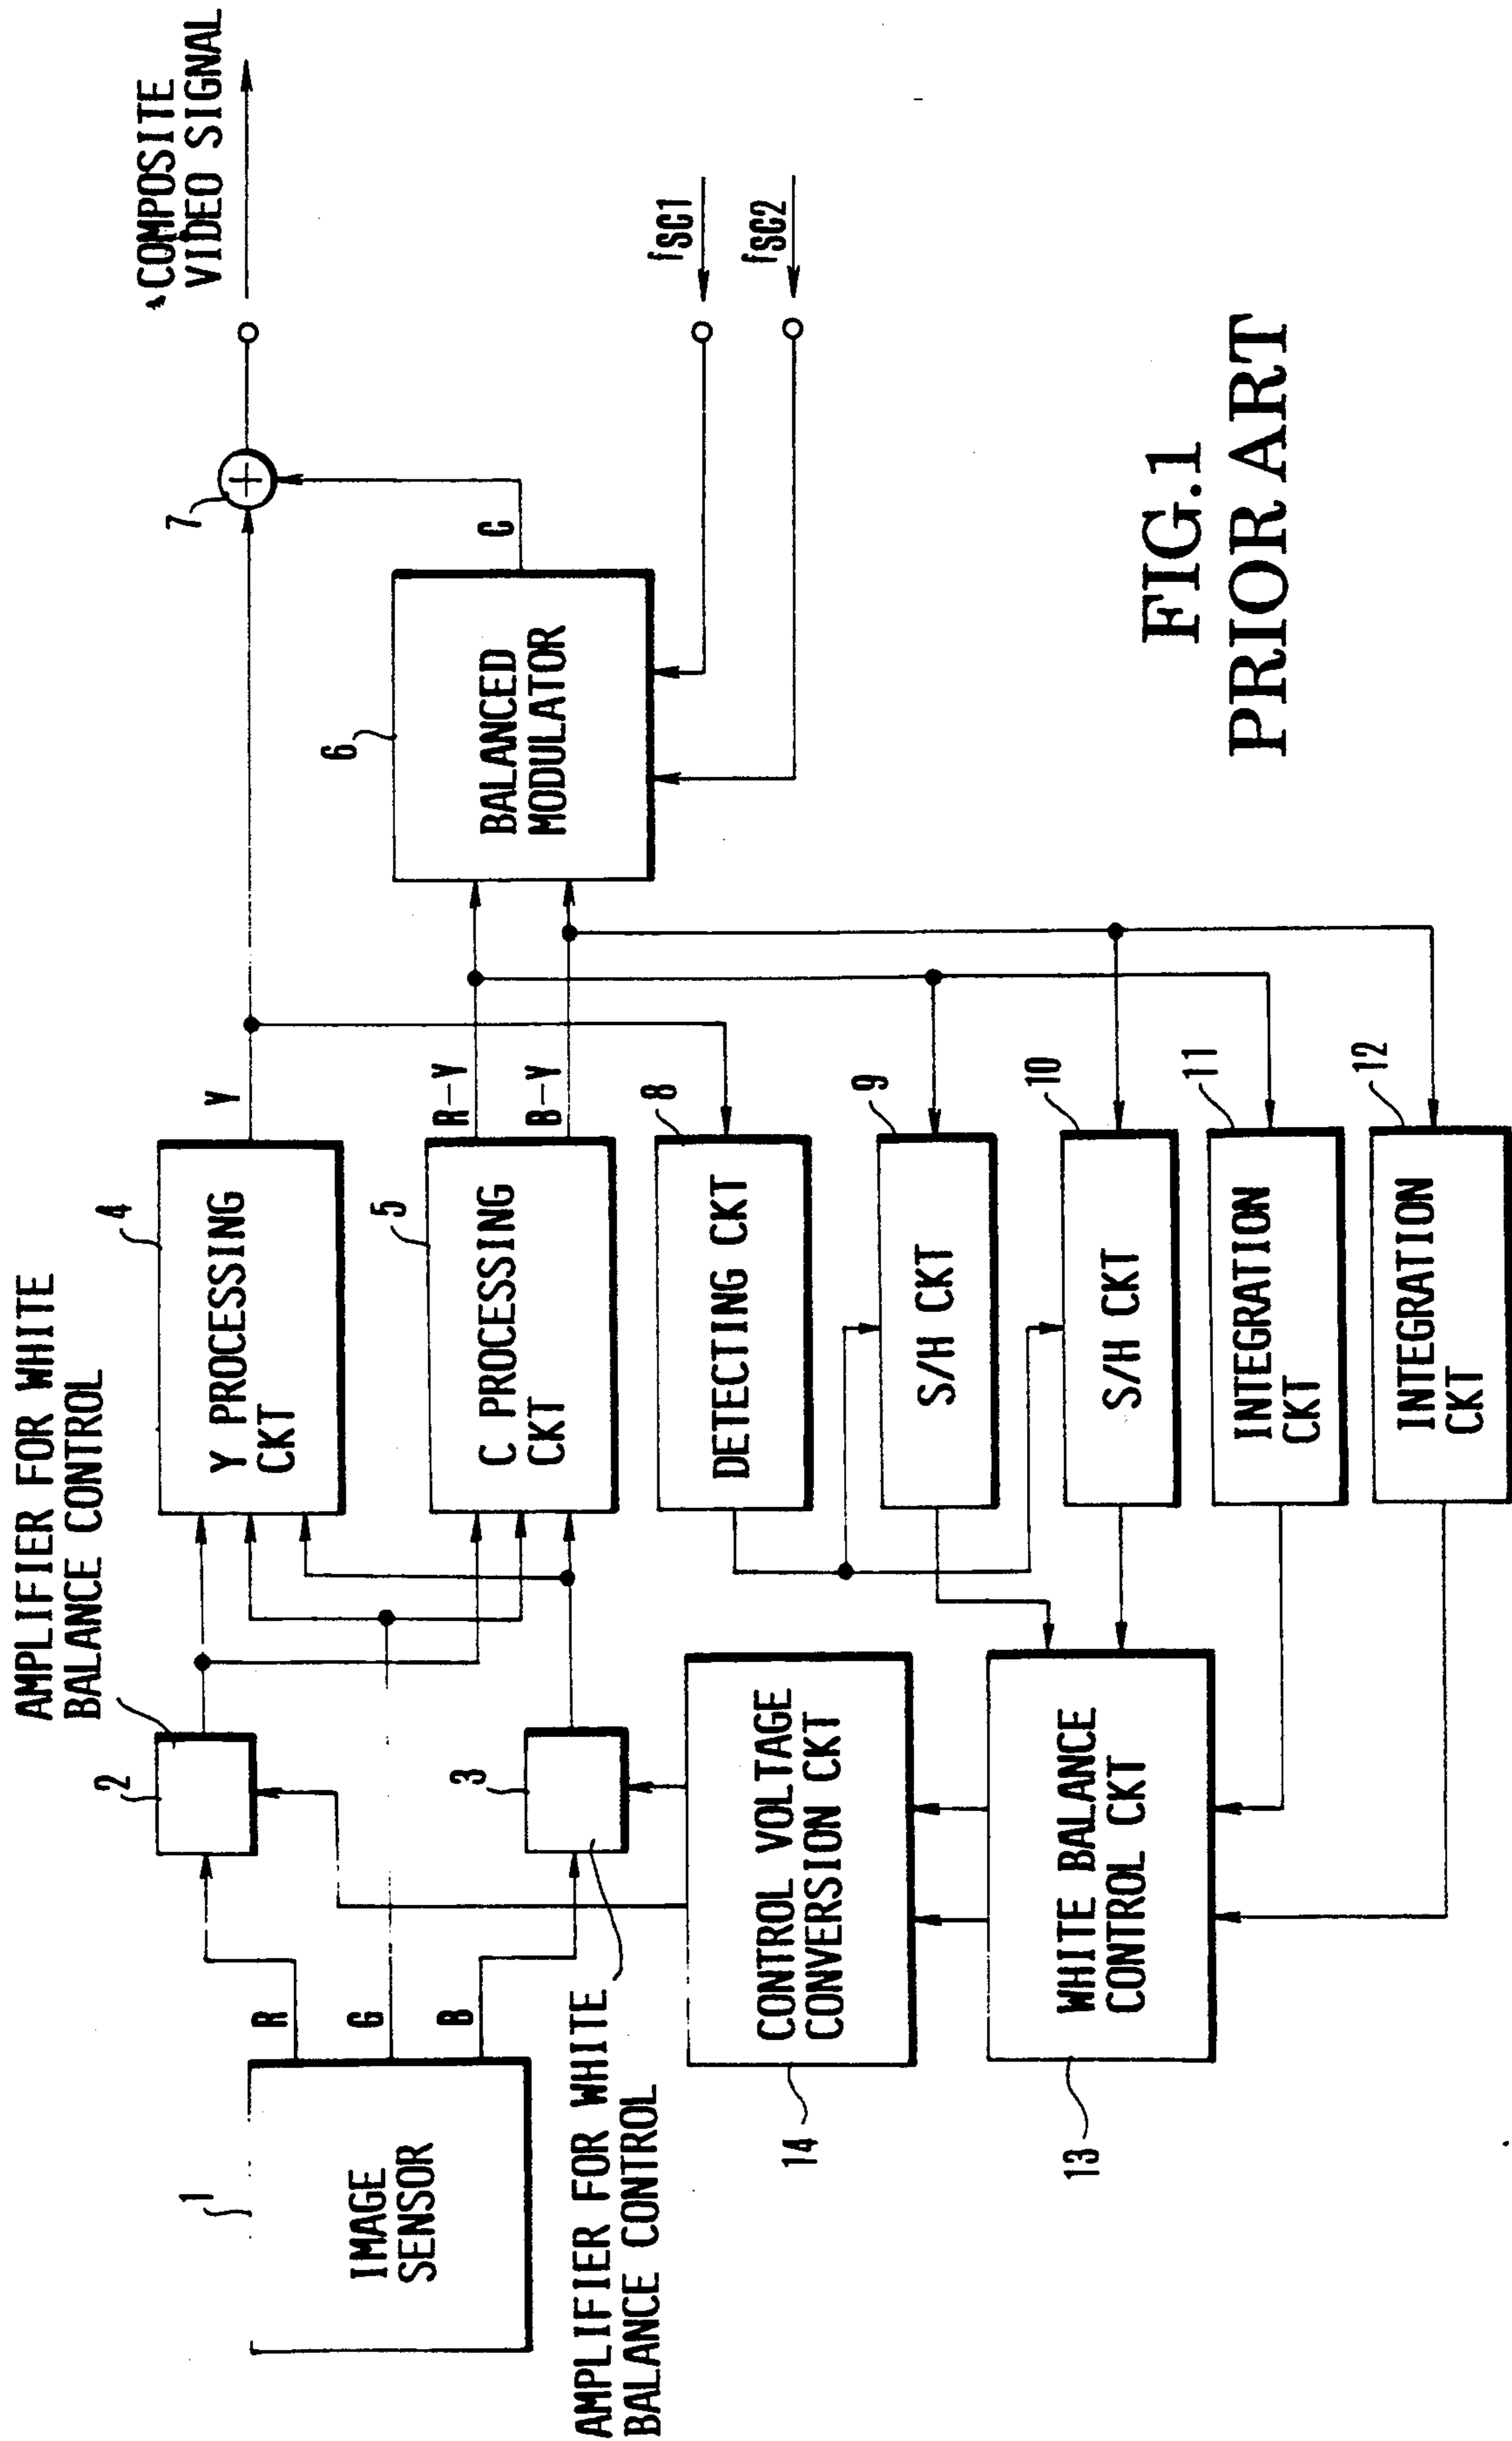 AMPLIFIER FOR WHITE
BALANCE CONTROL
COMPOSITE
VIDEO SIGNAL
1
IMAGE
SENSOR
R
G
B
2
3
AMPLIFIER FOR WHITE
BALANCE CONTROL
4
Y PROCESSING
CKT
Y
5
C PROCESSING
CKT
R-Y
B-Y
6
BALANCED
MODULATOR
C
7
fSC1
fSC2
8
DETECTING CKT
9
S/H CKT
10
S/H CKT
11
INTEGRATION
CKT
12
INTEGRATION
CKT
14
CONTROL VOLTAGE
CONVERSION CKT
13
WHITE BALANCE
CONTROL CKT
FIG.1
PRIOR ART